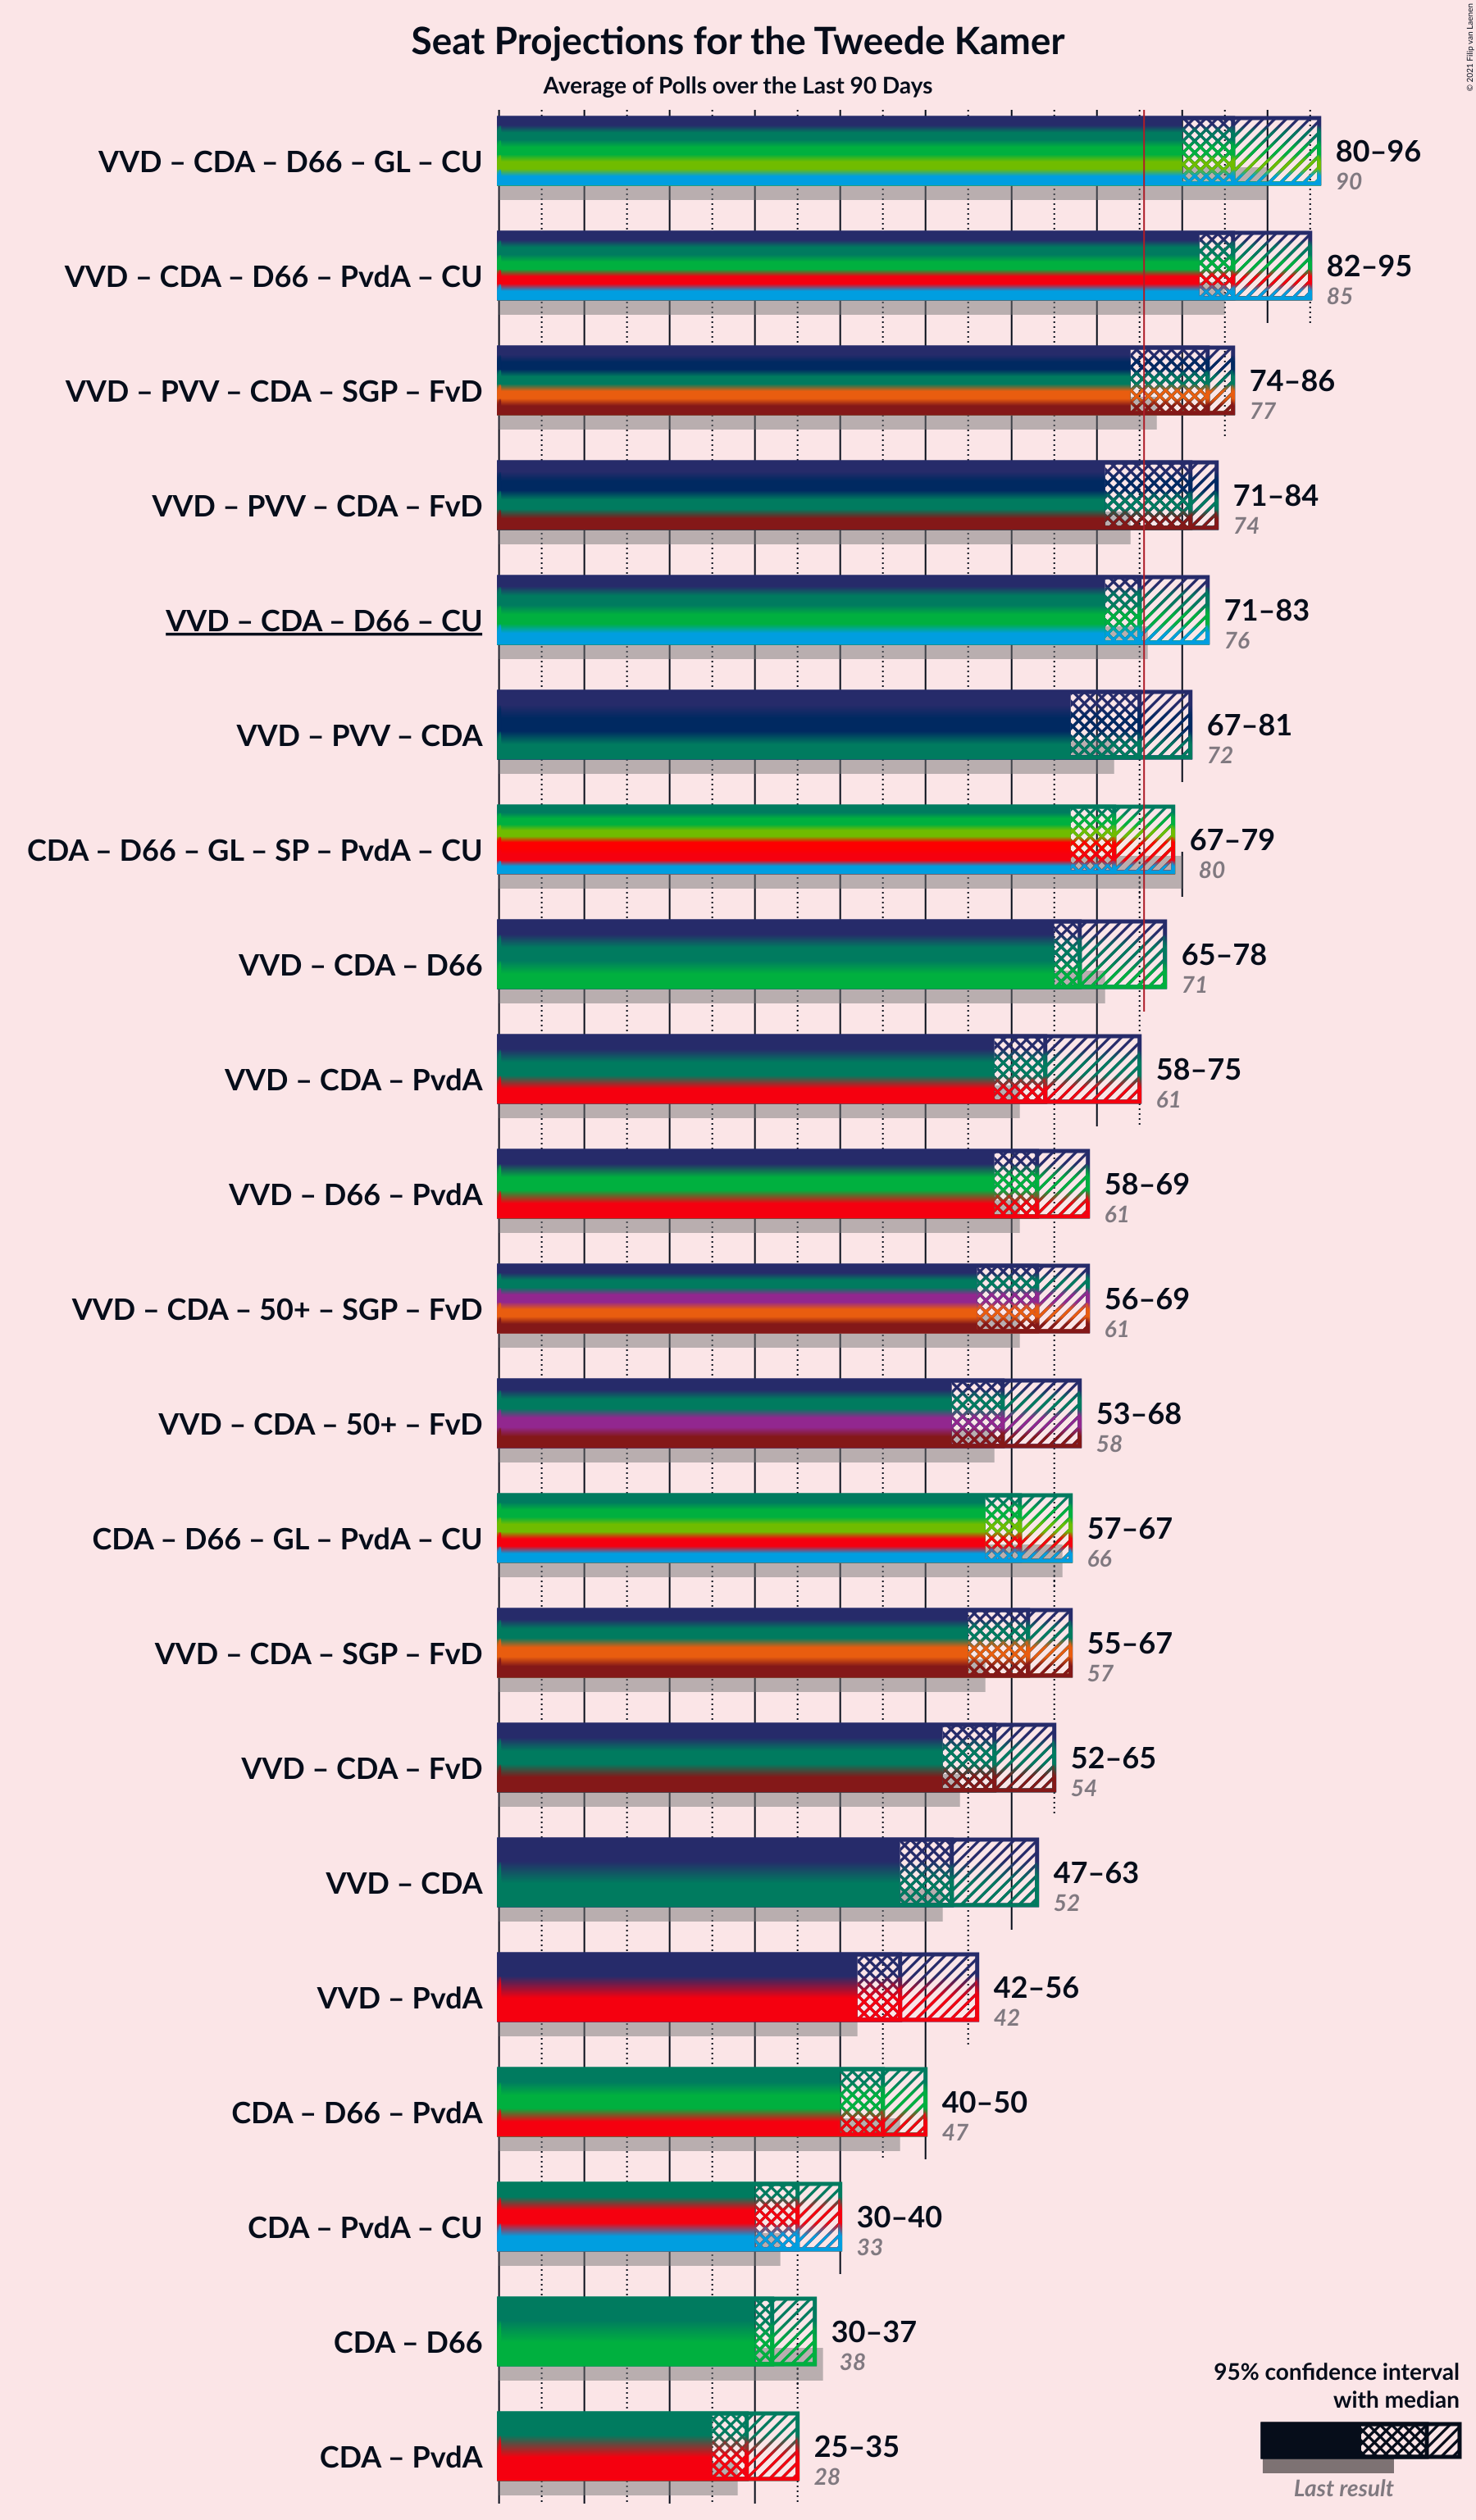 Seat Projections for the Tweede Kamer
Average of Polls over the Last 90 Days
© 2021 Filip van Laenen
VVD – CDA – D66 – GL – CU
80–96
90
VVD – CDA – D66 – PvdA – CU
82–95
85
VVD – PVV – CDA – SGP – FvD
74–86
77
VVD – PVV – CDA – FvD
71–84
74
VVD – CDA – D66 – CU
71–83
76
VVD – PVV – CDA
67–81
72
CDA – D66 – GL – SP – PvdA – CU
67–79
80
VVD – CDA – D66
65–78
71
VVD – CDA – PvdA
58–75
61
VVD – D66 – PvdA
58–69
61
VVD – CDA – 50+ – SGP – FvD
56–69
61
VVD – CDA – 50+ – FvD
53–68
58
CDA – D66 – GL – PvdA – CU
57–67
66
VVD – CDA – SGP – FvD
55–67
57
VVD – CDA – FvD
52–65
54
VVD – CDA
47–63
52
VVD – PvdA
42–56
42
CDA – D66 – PvdA
40–50
47
CDA – PvdA – CU
30–40
33
CDA – D66
30–37
38
CDA – PvdA
25–35
28
95% confidence interval
with median
Last result